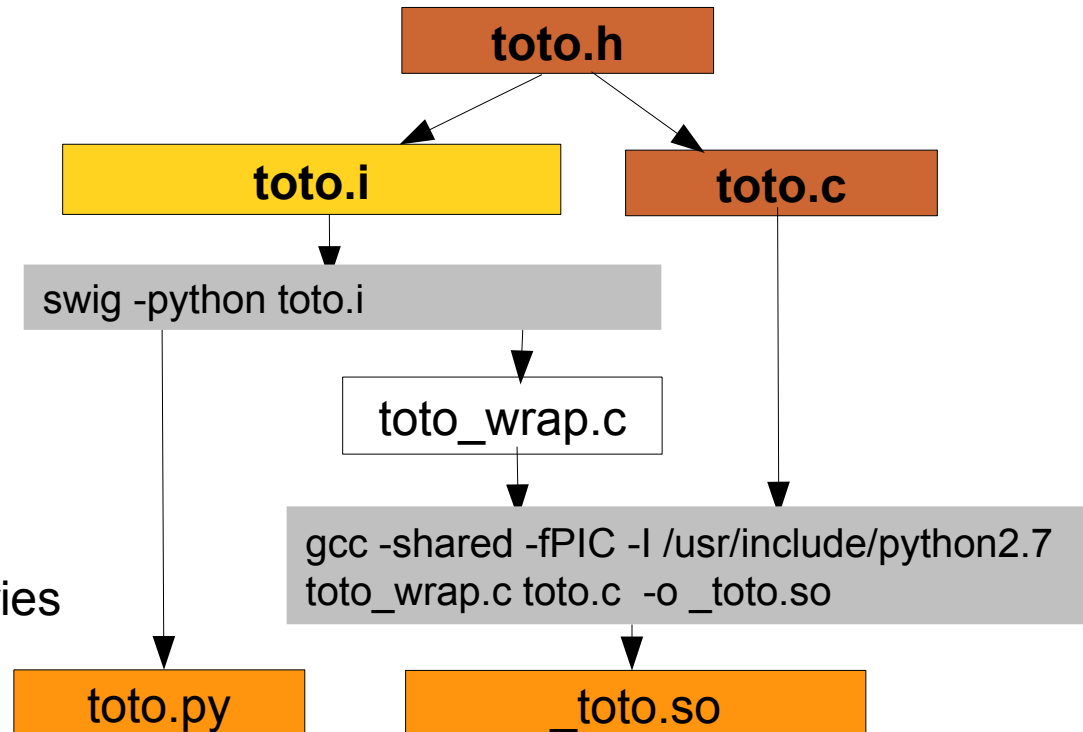 toto.h
toto.i
toto.c
swig -python toto.i
toto_wrap.c
gcc -shared -fPIC -I /usr/include/python2.7
toto_wrap.c toto.c -o _toto.so
toto.py
_toto.so